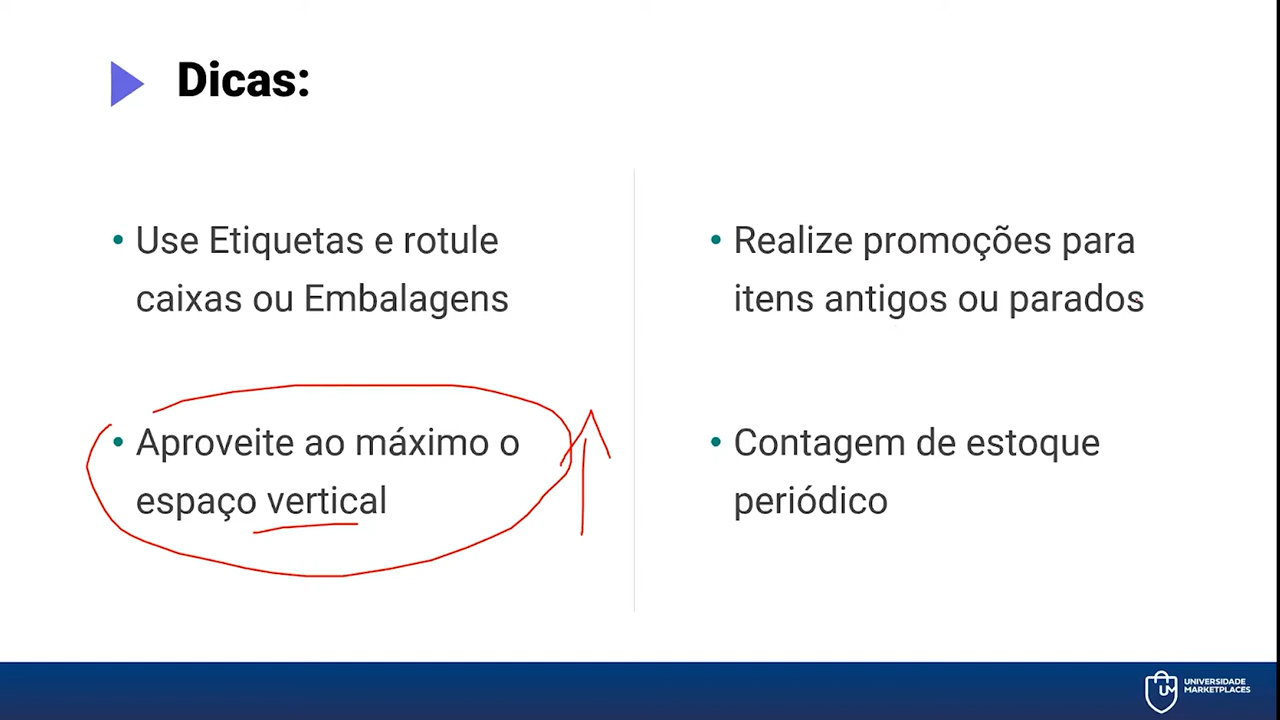 Dicas:
• Use Etiquetas e rotule
caixas ou Embalagens
• Aproveite ao máximo o
espaço vertical
• Realize promoções para
itens antigos ou parados
• Contagem de estoque
periódico
UM
UNIVERSIDADE
MARKETPLACES